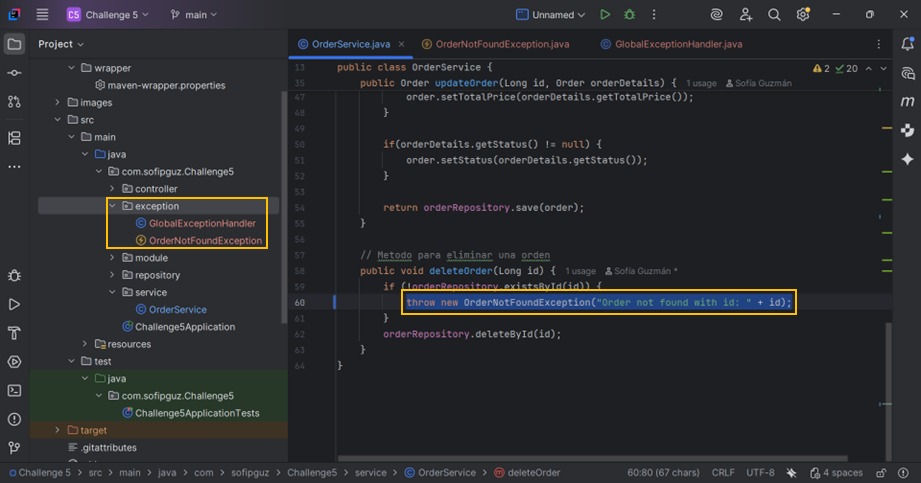 C5 Challenge 5 main Unnamed
Project
OrderService.java OrderNotFoundException.java GlobalExceptionHandler.java
wrapper
maven-wrapper.properties
images
src
main
java
com.sofipguz.Challenge5
controller
exception
GlobalExceptionHandler
OrderNotFoundException
module
repository
service
OrderService
Challenge5Application
resources
test
java
com.sofipguz.Challenge5
Challenge5ApplicationTests
target
.gitattributes
13 public class OrderService { 2 20
35 public Order updateOrder(Long id, Order orderDetails) { 1 usage Sofía Guzmán
47 order.setTotalPrice(orderDetails.getTotalPrice());
48 }
49
50 if(orderDetails.getStatus() != null) {
51 order.setStatus(orderDetails.getStatus());
52 }
53
54 return orderRepository.save(order);
55 }
56
57 // Metodo para eliminar una orden
58 public void deleteOrder(Long id) { 1 usage Sofía Guzmán *
59 if (!orderRepository.existsById(id)) {
60 throw new OrderNotFoundException("Order not found with id: " + id);
61 }
62 orderRepository.deleteById(id);
63 }
64 }
Challenge 5 > src > main > java > com > sofipguz > Challenge5 > service > OrderService > deleteOrder 60:80 (67 chars) CRLF UTF-8 4 spaces